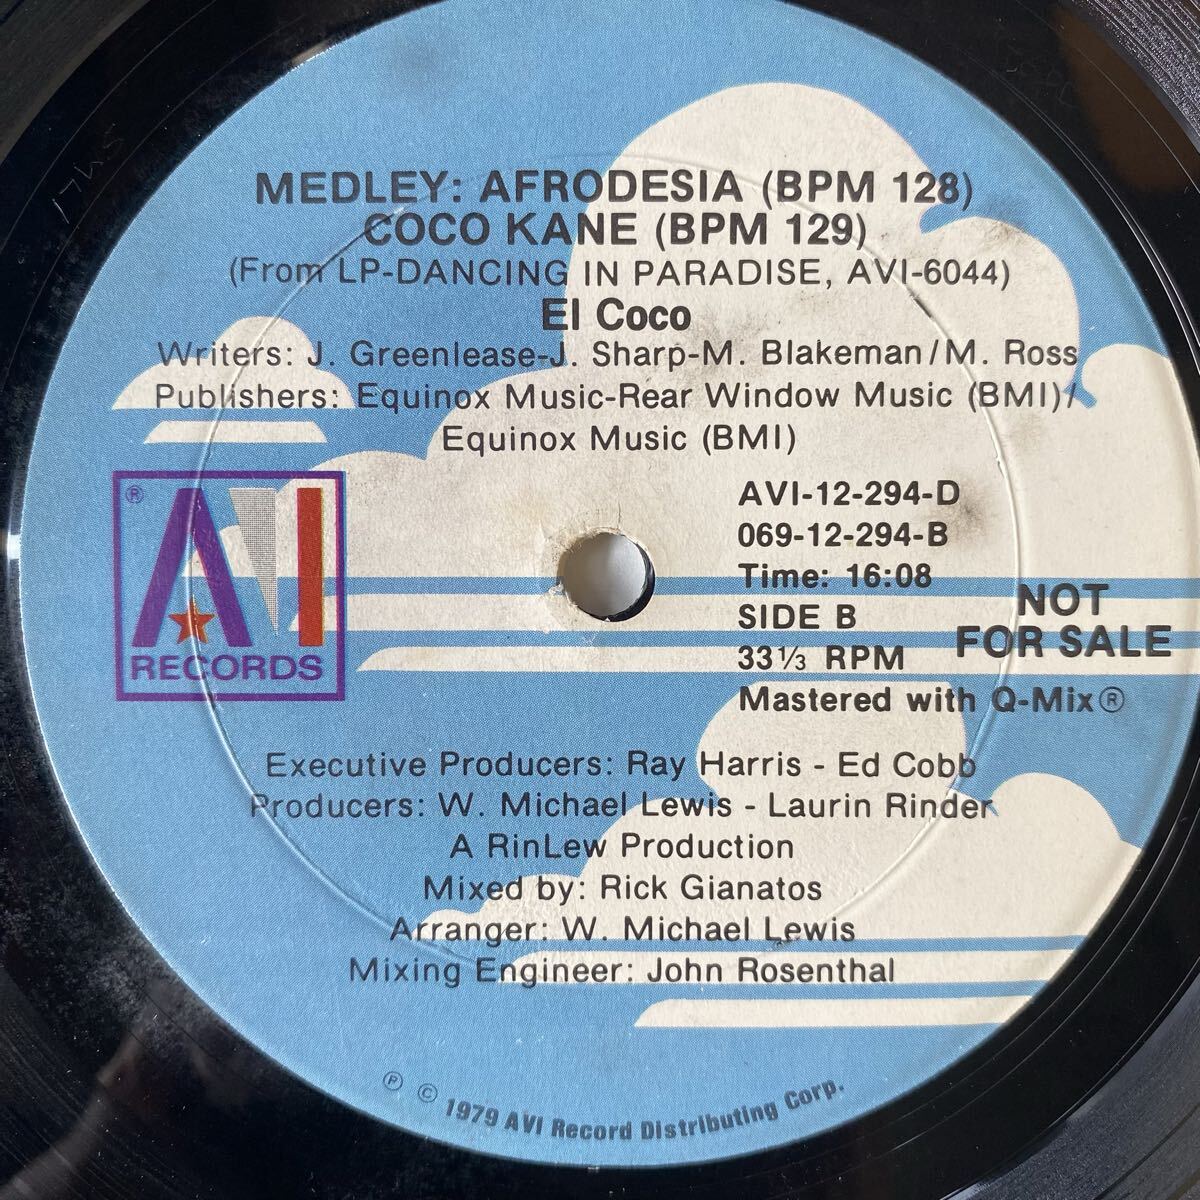 MEDLEY: AFRODESIA (BPM 128)
COCO KANE (BPM 129)
(From LP-DANCING IN PARADISE, AVI-6044)
El Coco
Writers: J. Greenlease-J. Sharp-M. Blakeman/M. Ross
Publishers: Equinox Music-Rear Window Music (BMI)/
Equinox Music (BMI)
® AVI
RECORDS
AVI-12-294-D
069-12-294-B
Time: 16:08
SIDE B
33⅓ RPM
Mastered with Q-Mix®
NOT
FOR SALE
Executive Producers: Ray Harris - Ed Cobb
Producers: W. Michael Lewis - Laurin Rinder
A RinLew Production
Mixed by: Rick Gianatos
Arranger: W. Michael Lewis
Mixing Engineer: John Rosenthal
℗ © 1979 AVI Record Distributing Corp.